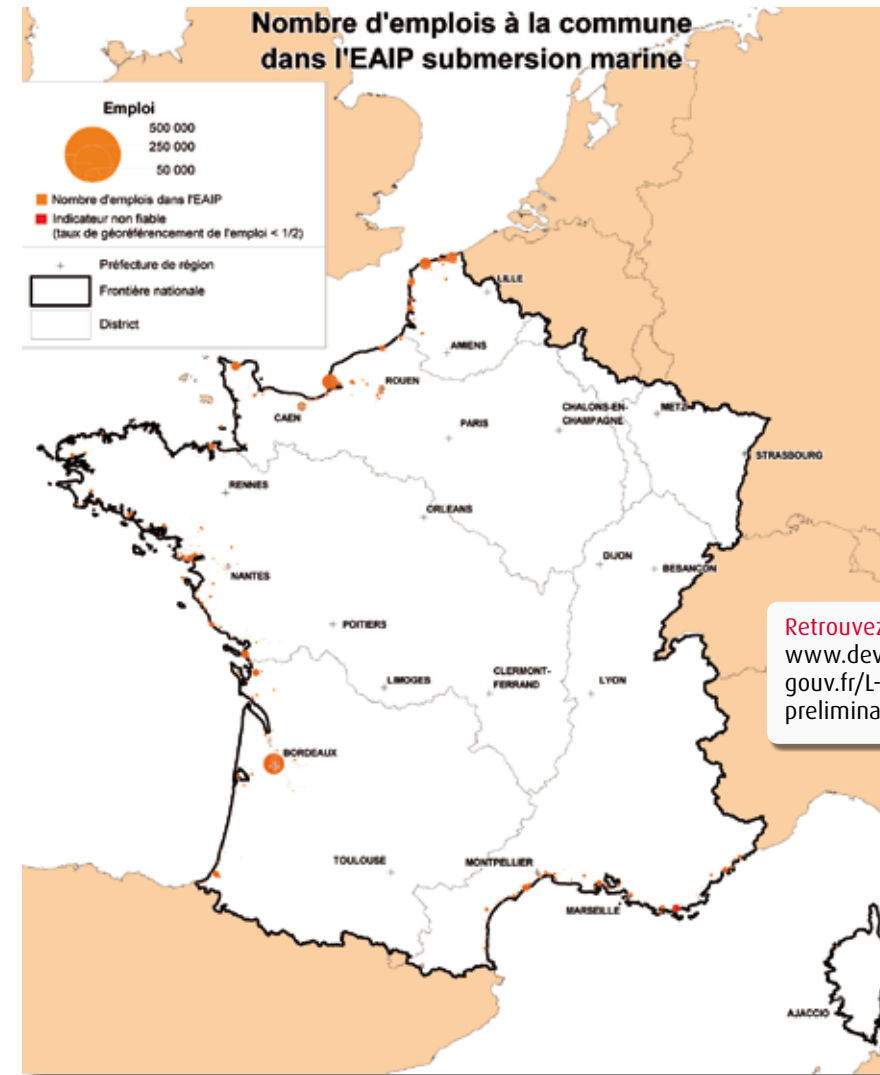 Nombre d'emplois à la commune
dans l'EAIP submersion marine
Emploi
500 000
250 000
50 000
Nombre d'emplois dans l'EAIP
Indicateur non fiable
(taux de géoréférencement de l'emploi < 1/2)
Préfecture de région
Frontière nationale
District
LILLE
AMIENS
ROUEN
CAEN
PARIS
CHALONS-EN-
CHAMPAGNE
METZ
STRASBOURG
RENNES
ORLEANS
DIJON
BESANCON
NANTES
POITIERS
LIMOGES
CLERMONT-
FERRAND
LYON
Retrouvez
www.dev
gouv.fr/L-
prelimina
BORDEAUX
TOULOUSE
MONTPELLIER
MARSEILLE
AJACCIO